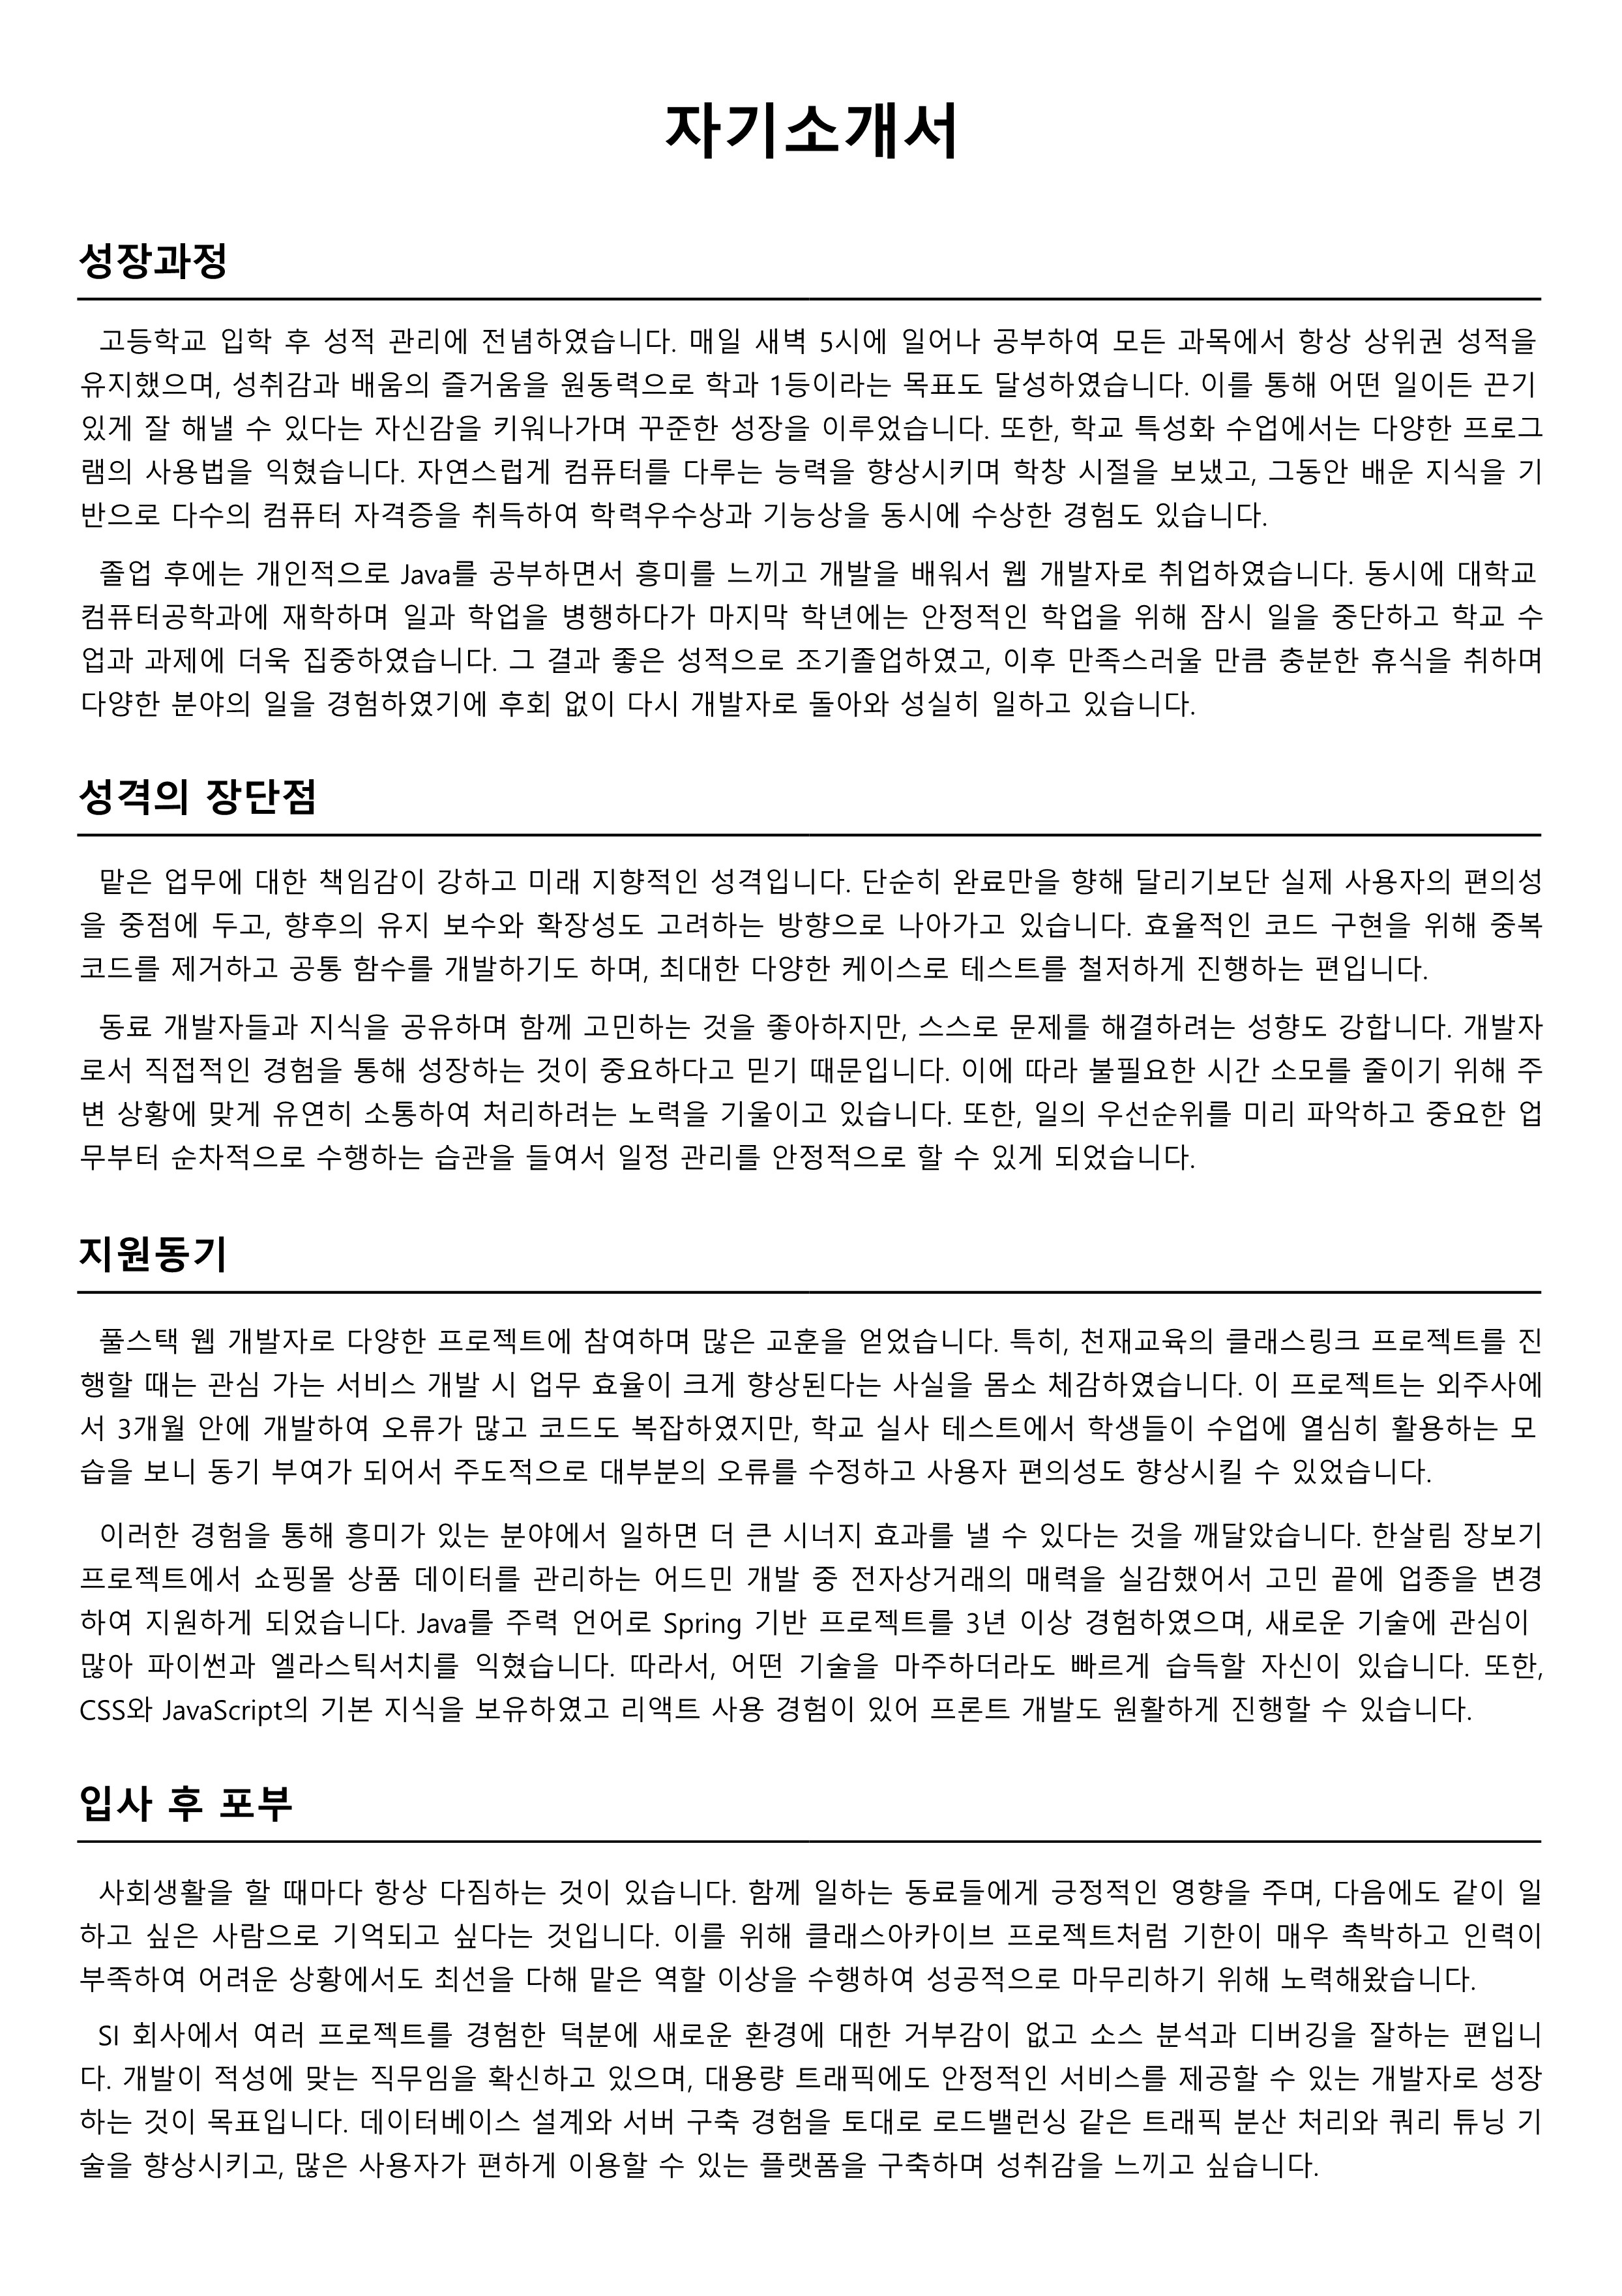 자기소개서
성장과정
고등학교 입학 후 성적 관리에 전념하였습니다. 매일 새벽 5시에 일어나 공부하여 모든 과목에서 항상 상위권 성적을
유지했으며, 성취감과 배움의 즐거움을 원동력으로 학과 1등이라는 목표도 달성하였습니다. 이를 통해 어떤 일이든 끈기
있게 잘 해낼 수 있다는 자신감을 키워나가며 꾸준한 성장을 이루었습니다. 또한, 학교 특성화 수업에서는 다양한 프로그
램의 사용법을 익혔습니다. 자연스럽게 컴퓨터를 다루는 능력을 향상시키며 학창 시절을 보냈고, 그동안 배운 지식을 기
반으로 다수의 컴퓨터 자격증을 취득하여 학력우수상과 기능상을 동시에 수상한 경험도 있습니다.
졸업 후에는 개인적으로 Java를 공부하면서 흥미를 느끼고 개발을 배워서 웹 개발자로 취업하였습니다. 동시에 대학교
컴퓨터공학과에 재학하며 일과 학업을 병행하다가 마지막 학년에는 안정적인 학업을 위해 잠시 일을 중단하고 학교 수
업과 과제에 더욱 집중하였습니다. 그 결과 좋은 성적으로 조기졸업하였고, 이후 만족스러울 만큼 충분한 휴식을 취하며
다양한 분야의 일을 경험하였기에 후회 없이 다시 개발자로 돌아와 성실히 일하고 있습니다.
성격의 장단점
맡은 업무에 대한 책임감이 강하고 미래 지향적인 성격입니다. 단순히 완료만을 향해 달리기보단 실제 사용자의 편의성
을 중점에 두고, 향후의 유지 보수와 확장성도 고려하는 방향으로 나아가고 있습니다. 효율적인 코드 구현을 위해 중복
코드를 제거하고 공통 함수를 개발하기도 하며, 최대한 다양한 케이스로 테스트를 철저하게 진행하는 편입니다.
동료 개발자들과 지식을 공유하며 함께 고민하는 것을 좋아하지만, 스스로 문제를 해결하려는 성향도 강합니다. 개발자
로서 직접적인 경험을 통해 성장하는 것이 중요하다고 믿기 때문입니다. 이에 따라 불필요한 시간 소모를 줄이기 위해 주
변 상황에 맞게 유연히 소통하여 처리하려는 노력을 기울이고 있습니다. 또한, 일의 우선순위를 미리 파악하고 중요한 업
무부터 순차적으로 수행하는 습관을 들여서 일정 관리를 안정적으로 할 수 있게 되었습니다.
지원동기
풀스택 웹 개발자로 다양한 프로젝트에 참여하며 많은 교훈을 얻었습니다. 특히, 천재교육의 클래스링크 프로젝트를 진
행할 때는 관심 가는 서비스 개발 시 업무 효율이 크게 향상된다는 사실을 몸소 체감하였습니다. 이 프로젝트는 외주사에
서 3개월 안에 개발하여 오류가 많고 코드도 복잡하였지만, 학교 실사 테스트에서 학생들이 수업에 열심히 활용하는 모
습을 보니 동기 부여가 되어서 주도적으로 대부분의 오류를 수정하고 사용자 편의성도 향상시킬 수 있었습니다.
이러한 경험을 통해 흥미가 있는 분야에서 일하면 더 큰 시너지 효과를 낼 수 있다는 것을 깨달았습니다. 한살림 장보기
프로젝트에서 쇼핑몰 상품 데이터를 관리하는 어드민 개발 중 전자상거래의 매력을 실감했어서 고민 끝에 업종을 변경
하여 지원하게 되었습니다. Java를 주력 언어로 Spring 기반 프로젝트를 3년 이상 경험하였으며, 새로운 기술에 관심이
많아 파이썬과 엘라스틱서치를 익혔습니다. 따라서, 어떤 기술을 마주하더라도 빠르게 습득할 자신이 있습니다. 또한,
CSS와 JavaScript의 기본 지식을 보유하였고 리액트 사용 경험이 있어 프론트 개발도 원활하게 진행할 수 있습니다.
입사 후 포부
사회생활을 할 때마다 항상 다짐하는 것이 있습니다. 함께 일하는 동료들에게 긍정적인 영향을 주며, 다음에도 같이 일
하고 싶은 사람으로 기억되고 싶다는 것입니다. 이를 위해 클래스아카이브 프로젝트처럼 기한이 매우 촉박하고 인력이
부족하여 어려운 상황에서도 최선을 다해 맡은 역할 이상을 수행하여 성공적으로 마무리하기 위해 노력해왔습니다.
SI 회사에서 여러 프로젝트를 경험한 덕분에 새로운 환경에 대한 거부감이 없고 소스 분석과 디버깅을 잘하는 편입니
다. 개발이 적성에 맞는 직무임을 확신하고 있으며, 대용량 트래픽에도 안정적인 서비스를 제공할 수 있는 개발자로 성장
하는 것이 목표입니다. 데이터베이스 설계와 서버 구축 경험을 토대로 로드밸런싱 같은 트래픽 분산 처리와 쿼리 튜닝 기
술을 향상시키고, 많은 사용자가 편하게 이용할 수 있는 플랫폼을 구축하며 성취감을 느끼고 싶습니다.